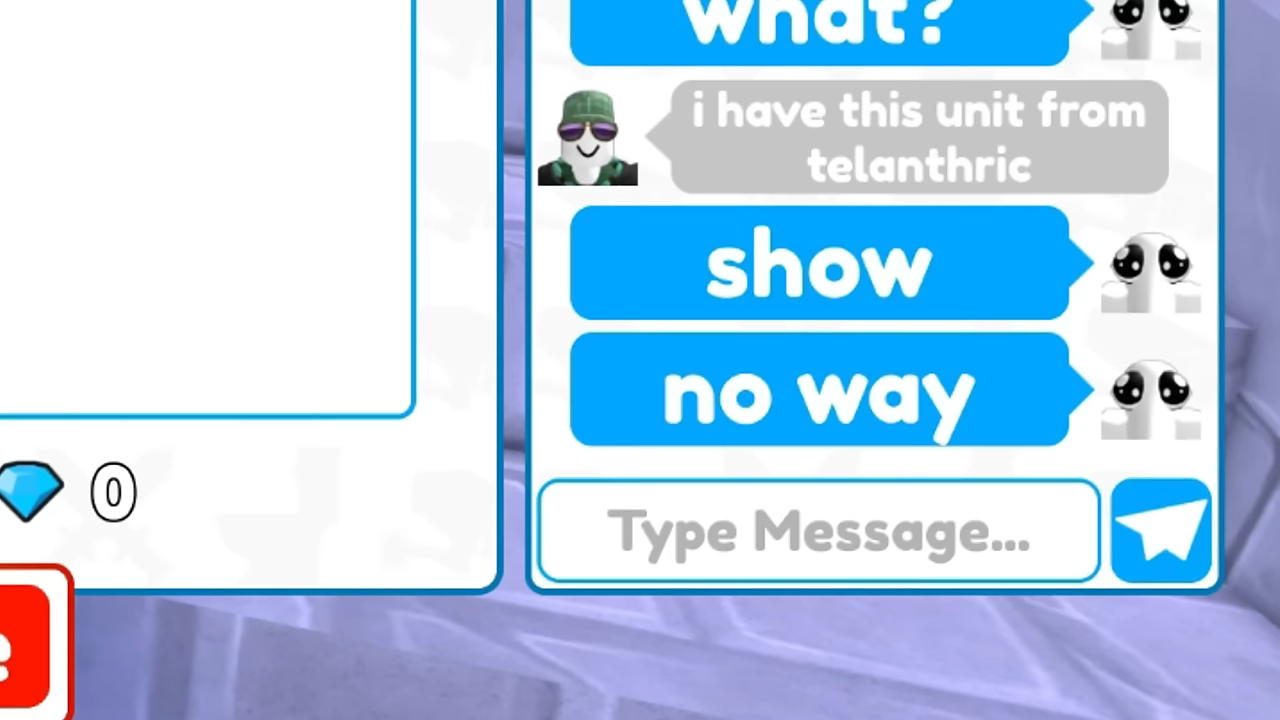 what?
i have this unit from
telanthric
show
no way
0
Type Message...